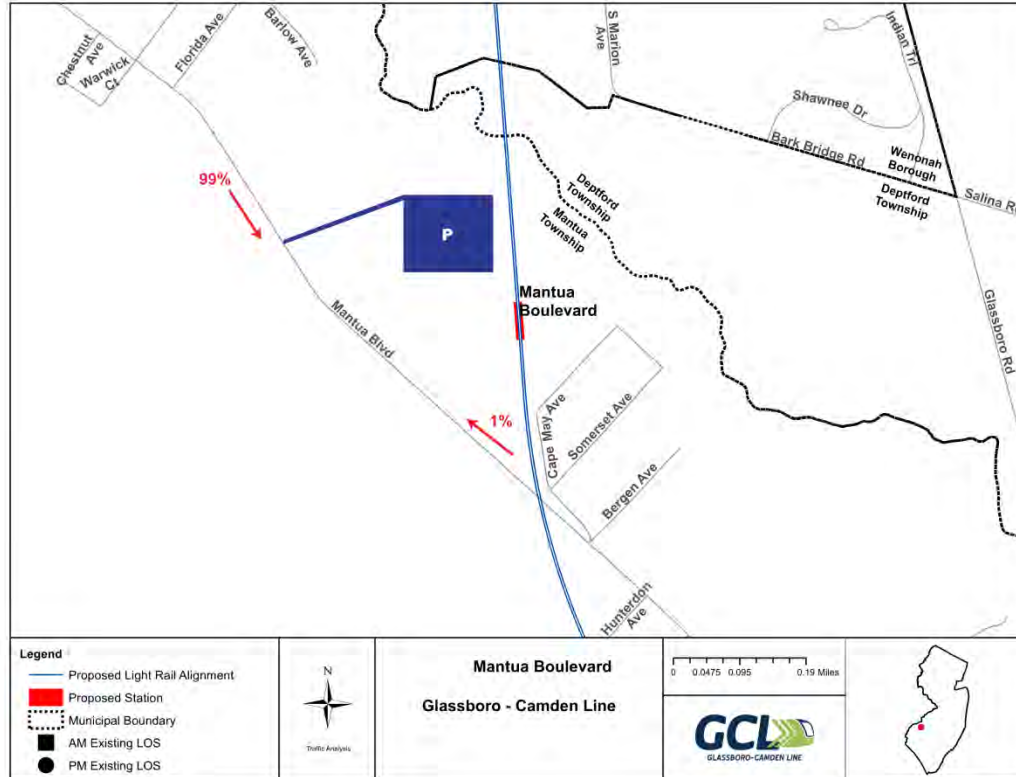 Chestnut
Ave
Warwick
Ct
Florida Ave
Barlow Ave
S Marion
Ave
Indian Trl
Shawnee Dr
Bark Bridge Rd
Wenonah
Borough
Deptford
Township
Salina Rd
99%
Deptford
Township
Mantua
Township
P
Mantua
Boulevard
Glassboro Rd
Mantua Blvd
1%
Cape May Ave
Somerset Ave
Bergen Ave
Hunterdon
Ave
Legend
Proposed Light Rail Alignment
Proposed Station
Municipal Boundary
AM Existing LOS
PM Existing LOS
N
Traffic Analysis
Mantua Boulevard
Glassboro - Camden Line
0 0.0475 0.095 0.19 Miles
GCL
GLASSBORO-CAMDEN LINE